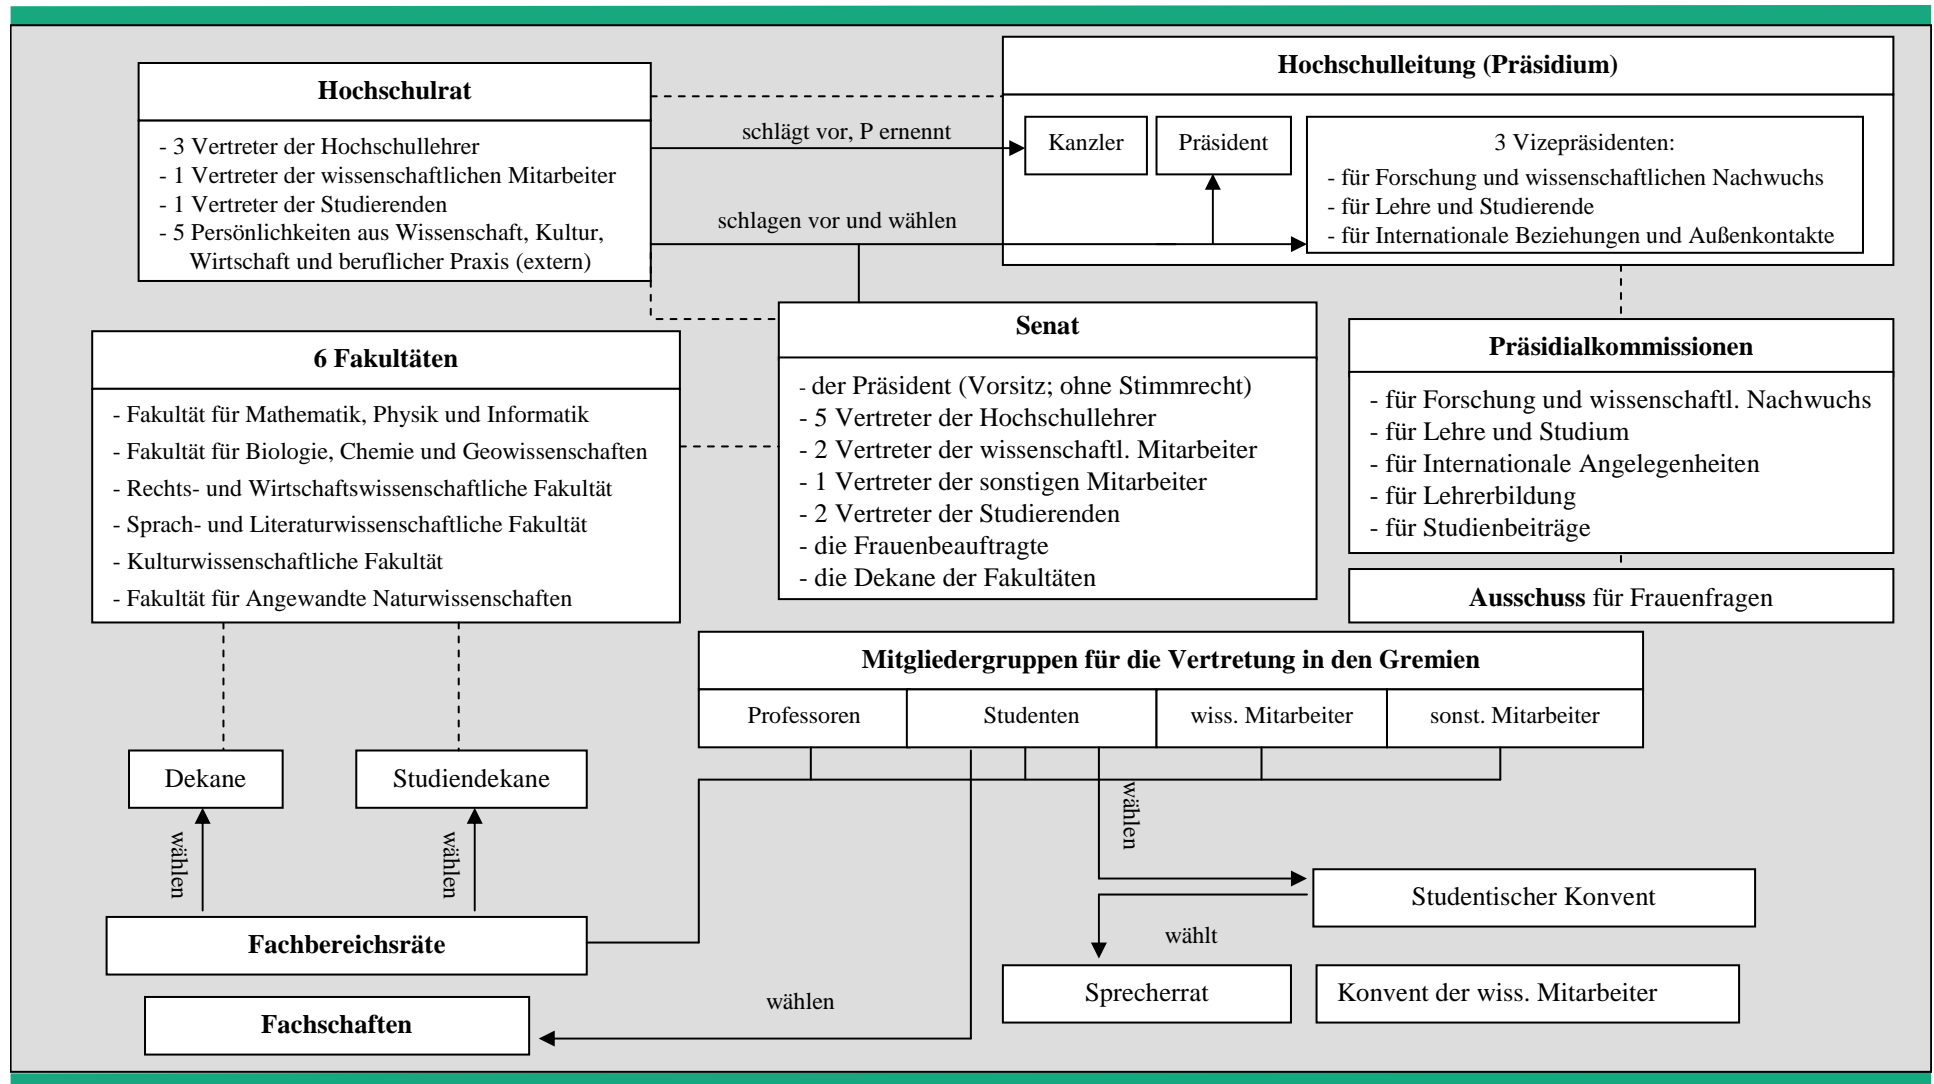 Hochschulrat
- 3 Vertreter der Hochschullehrer
- 1 Vertreter der wissenschaftlichen Mitarbeiter
- 1 Vertreter der Studierenden
- 5 Persönlichkeiten aus Wissenschaft, Kultur,
Wirtschaft und beruflicher Praxis (extern)
schlägt vor, P ernennt
schlagen vor und wählen
Hochschulleitung (Präsidium)
Kanzler
Präsident
3 Vizepräsidenten:
- für Forschung und wissenschaftlichen Nachwuchs
- für Lehre und Studierende
- für Internationale Beziehungen und Außenkontakte
6 Fakultäten
- Fakultät für Mathematik, Physik und Informatik
- Fakultät für Biologie, Chemie und Geowissenschaften
- Rechts- und Wirtschaftswissenschaftliche Fakultät
- Sprach- und Literaturwissenschaftliche Fakultät
- Kulturwissenschaftliche Fakultät
- Fakultät für Angewandte Naturwissenschaften
Senat
- der Präsident (Vorsitz; ohne Stimmrecht)
- 5 Vertreter der Hochschullehrer
- 2 Vertreter der wissenschaftl. Mitarbeiter
- 1 Vertreter der sonstigen Mitarbeiter
- 2 Vertreter der Studierenden
- die Frauenbeauftragte
- die Dekane der Fakultäten
Präsidialkommissionen
- für Forschung und wissenschaftl. Nachwuchs
- für Lehre und Studium
- für Internationale Angelegenheiten
- für Lehrerbildung
- für Studienbeiträge
Ausschuss für Frauenfragen
Mitgliedergruppen für die Vertretung in den Gremien
Professoren
Studenten
wiss. Mitarbeiter
sonst. Mitarbeiter
Dekane
Studiendekane
wählen
wählen
wählen
Fachbereichsräte
Studentischer Konvent
wählt
Sprecherrat
Konvent der wiss. Mitarbeiter
wählen
Fachschaften